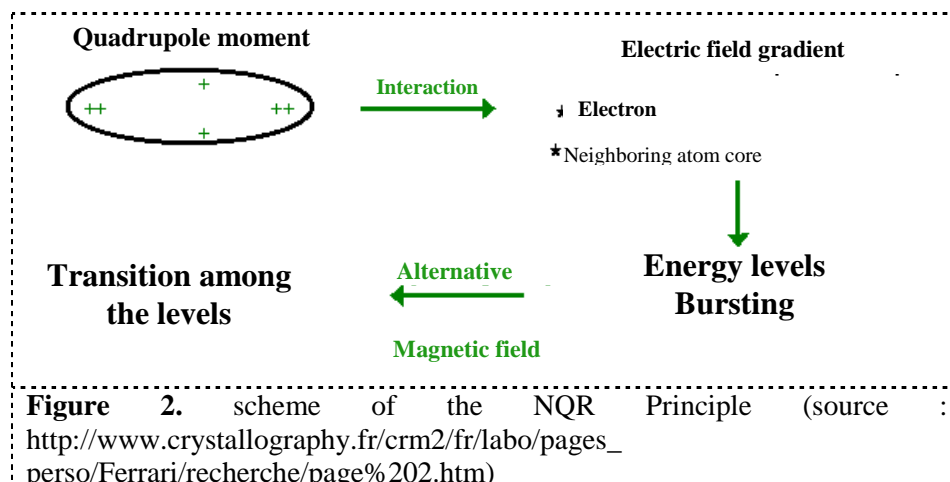 Quadrupole moment
Electric field gradient
Interaction
++ + ++
+
* Electron
* Neighboring atom core
Transition among
the levels
Alternative
Magnetic field
Energy levels
Bursting
Figure 2. scheme of the NQR Principle (source :
http://www.crystallography.fr/crm2/fr/labo/pages_
perso/Ferrari/recherche/page%202.htm)